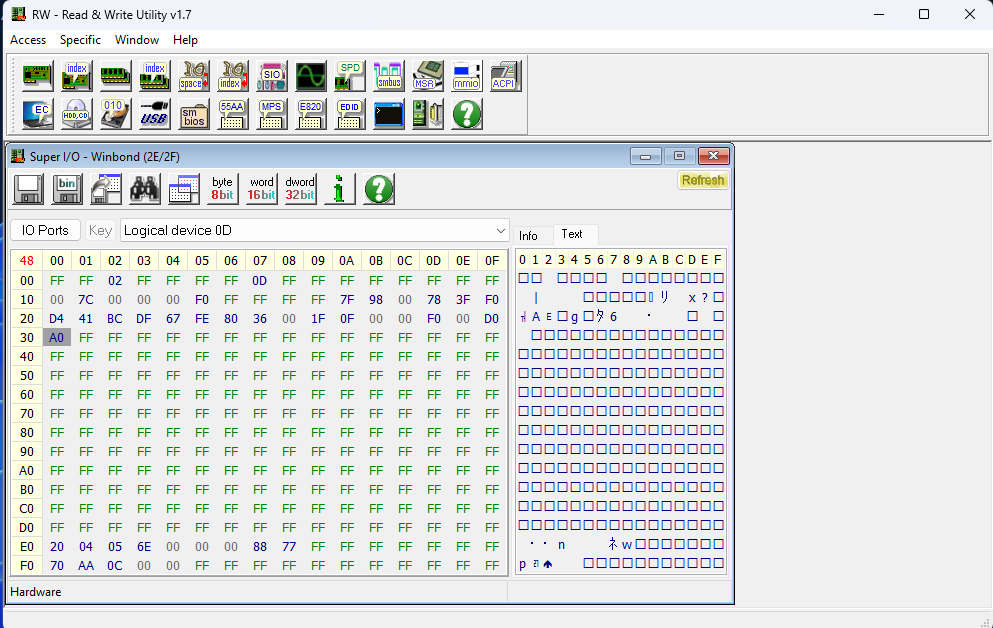 RW - Read & Write Utility v1.7
Access Specific Window Help
index index space index SIO SPD smbus MSR mmio ACPI
EC HDD,CD 010 USB sm bios 55AA MPS E820 EDID
Super I/O - Winbond (2E/2F)
bin byte 8bit word 16bit dword 32bit Refresh
IO Ports Key Logical device 0D Info Text
48 00 01 02 03 04 05 06 07 08 09 0A 0B 0C 0D 0E 0F 0 1 2 3 4 5 6 7 8 9 A B C D E F
00 FF FF 02 FF FF FF FF 0D FF FF FF FF FF FF FF FF
10 00 7C 00 00 00 F0 FF FF FF FF 7F 98 00 78 3F F0 | リ x ?
20 D4 41 BC DF 67 FE 80 36 00 1F 0F 00 00 F0 00 D0 A E g 6
30 A0 FF FF FF FF FF FF FF FF FF FF FF FF FF FF FF
40 FF FF FF FF FF FF FF FF FF FF FF FF FF FF FF FF
50 FF FF FF FF FF FF FF FF FF FF FF FF FF FF FF FF
60 FF FF FF FF FF FF FF FF FF FF FF FF FF FF FF FF
70 FF FF FF FF FF FF FF FF FF FF FF FF FF FF FF FF
80 FF FF FF FF FF FF FF FF FF FF FF FF FF FF FF FF
90 FF FF FF FF FF FF FF FF FF FF FF FF FF FF FF FF
A0 FF FF FF FF FF FF FF FF FF FF FF FF FF FF FF FF
B0 FF FF FF FF FF FF FF FF FF FF FF FF FF FF FF FF
C0 FF FF FF FF FF FF FF FF FF FF FF FF FF FF FF FF
D0 FF FF FF FF FF FF FF FF FF FF FF FF FF FF FF FF
E0 20 04 05 6E 00 00 00 88 77 FF FF FF FF FF FF FF · · n ネ w
F0 70 AA 0C 00 00 FF FF FF FF FF FF FF FF FF FF FF p
Hardware